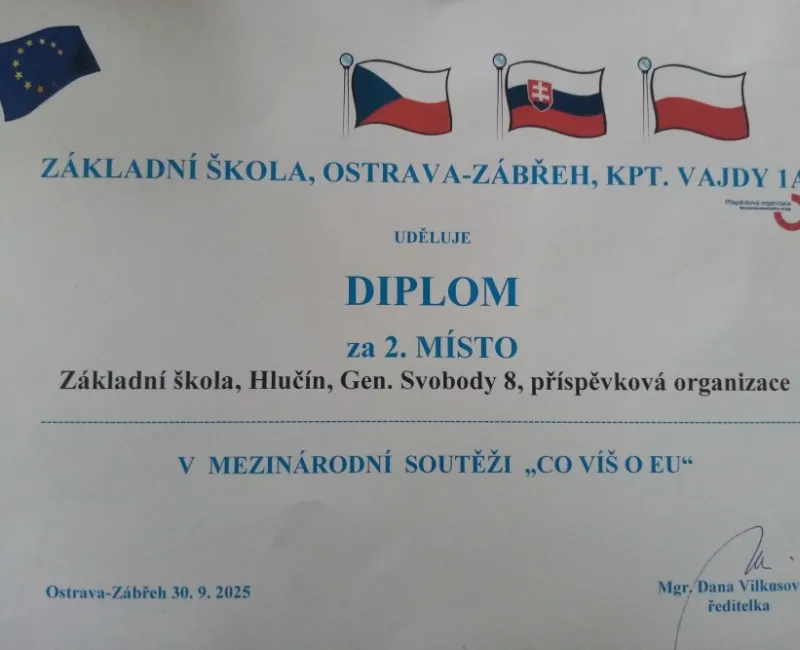 ZÁKLADNÍ ŠKOLA, OSTRAVA-ZÁBŘEH, KPT. VAJDY 1A
Příspěvková organizace
UDĚLUJE
DIPLOM
za 2. MÍSTO
Základní škola, Hlučín, Gen. Svobody 8, příspěvková organizace
V MEZINÁRODNÍ SOUTĚŽI „CO VÍŠ O EU“
Ostrava-Zábřeh 30. 9. 2025
Mgr. Dana Vilkusov
ředitelka